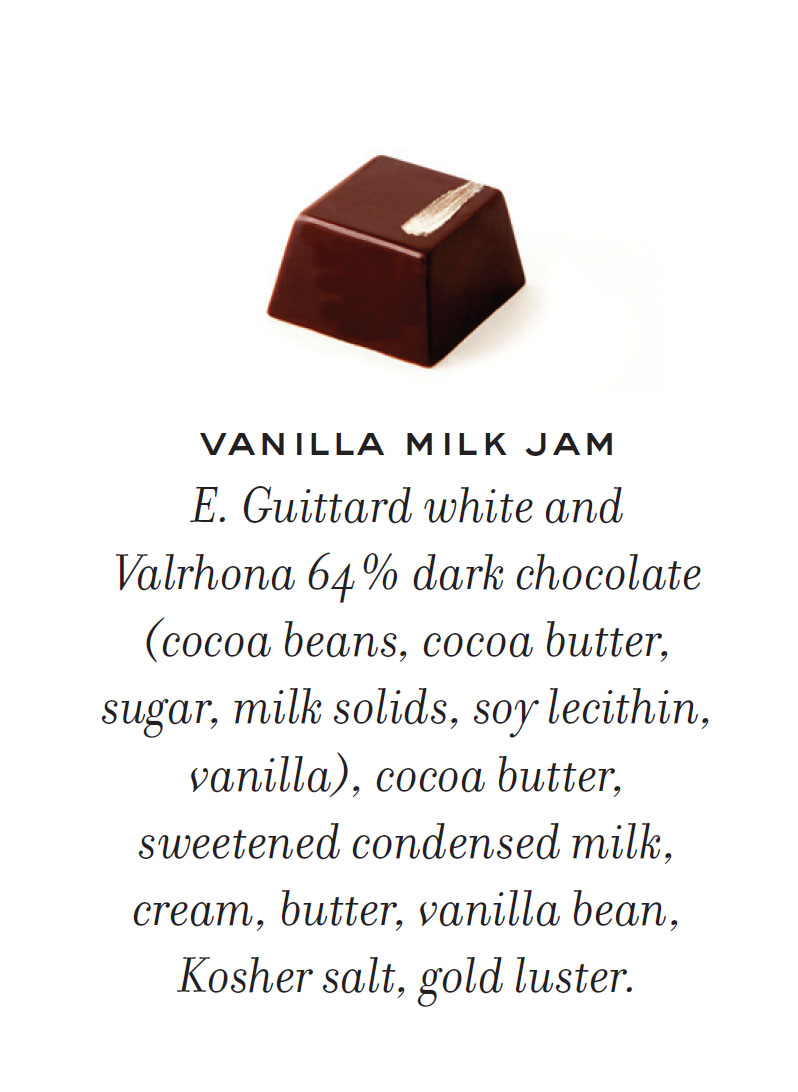 VANILLA MILK JAM
E. Guittard white and
Valrhona 64% dark chocolate
(cocoa beans, cocoa butter,
sugar, milk solids, soy lecithin,
vanilla), cocoa butter,
sweetened condensed milk,
cream, butter, vanilla bean,
Kosher salt, gold luster.